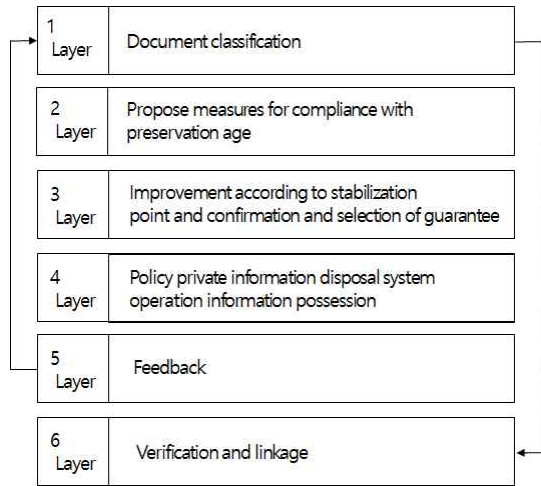 1
Layer
Document classification
2
Layer
Propose measures for compliance with
preservation age
3
Layer
Improvement according to stabilization
point and confirmation and selection of guarantee
4
Layer
Policy private information disposal system
operation information possession
5
Layer
Feedback
6
Layer
Verification and linkage